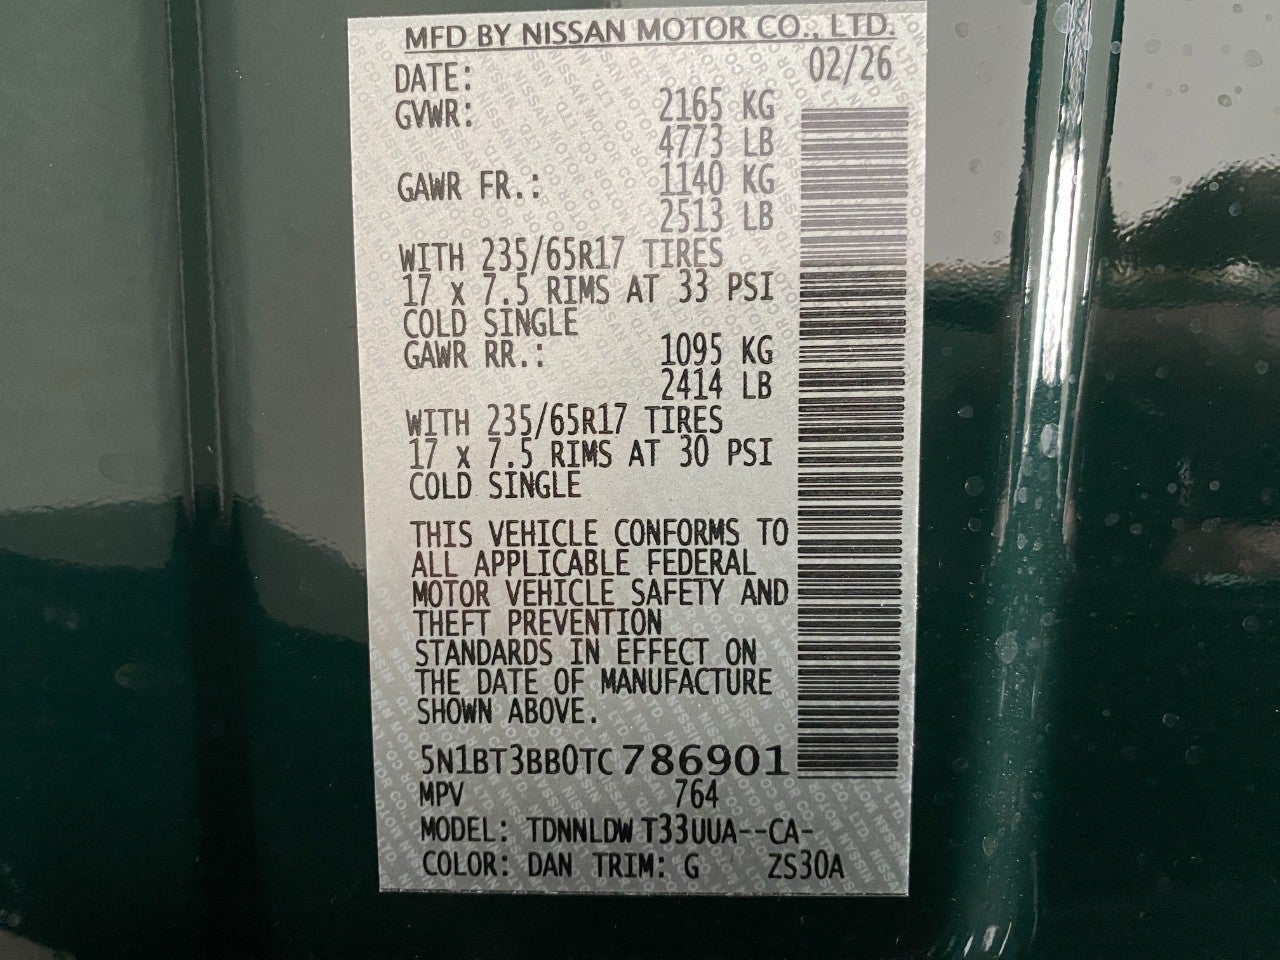 MFD BY NISSAN MOTOR CO., LTD.
DATE: 02/26
GVWR: 2165 KG
4773 LB
GAWR FR.: 1140 KG
2513 LB
WITH 235/65R17 TIRES
17 x 7.5 RIMS AT 33 PSI
COLD SINGLE
GAWR RR.: 1095 KG
2414 LB
WITH 235/65R17 TIRES
17 x 7.5 RIMS AT 30 PSI
COLD SINGLE
THIS VEHICLE CONFORMS TO
ALL APPLICABLE FEDERAL
MOTOR VEHICLE SAFETY AND
THEFT PREVENTION
STANDARDS IN EFFECT ON
THE DATE OF MANUFACTURE
SHOWN ABOVE.
5N1BT3BB0TC786901
MPV 764
MODEL: TDNNLDW T33UUA--CA-
COLOR: DAN TRIM: G ZS30A